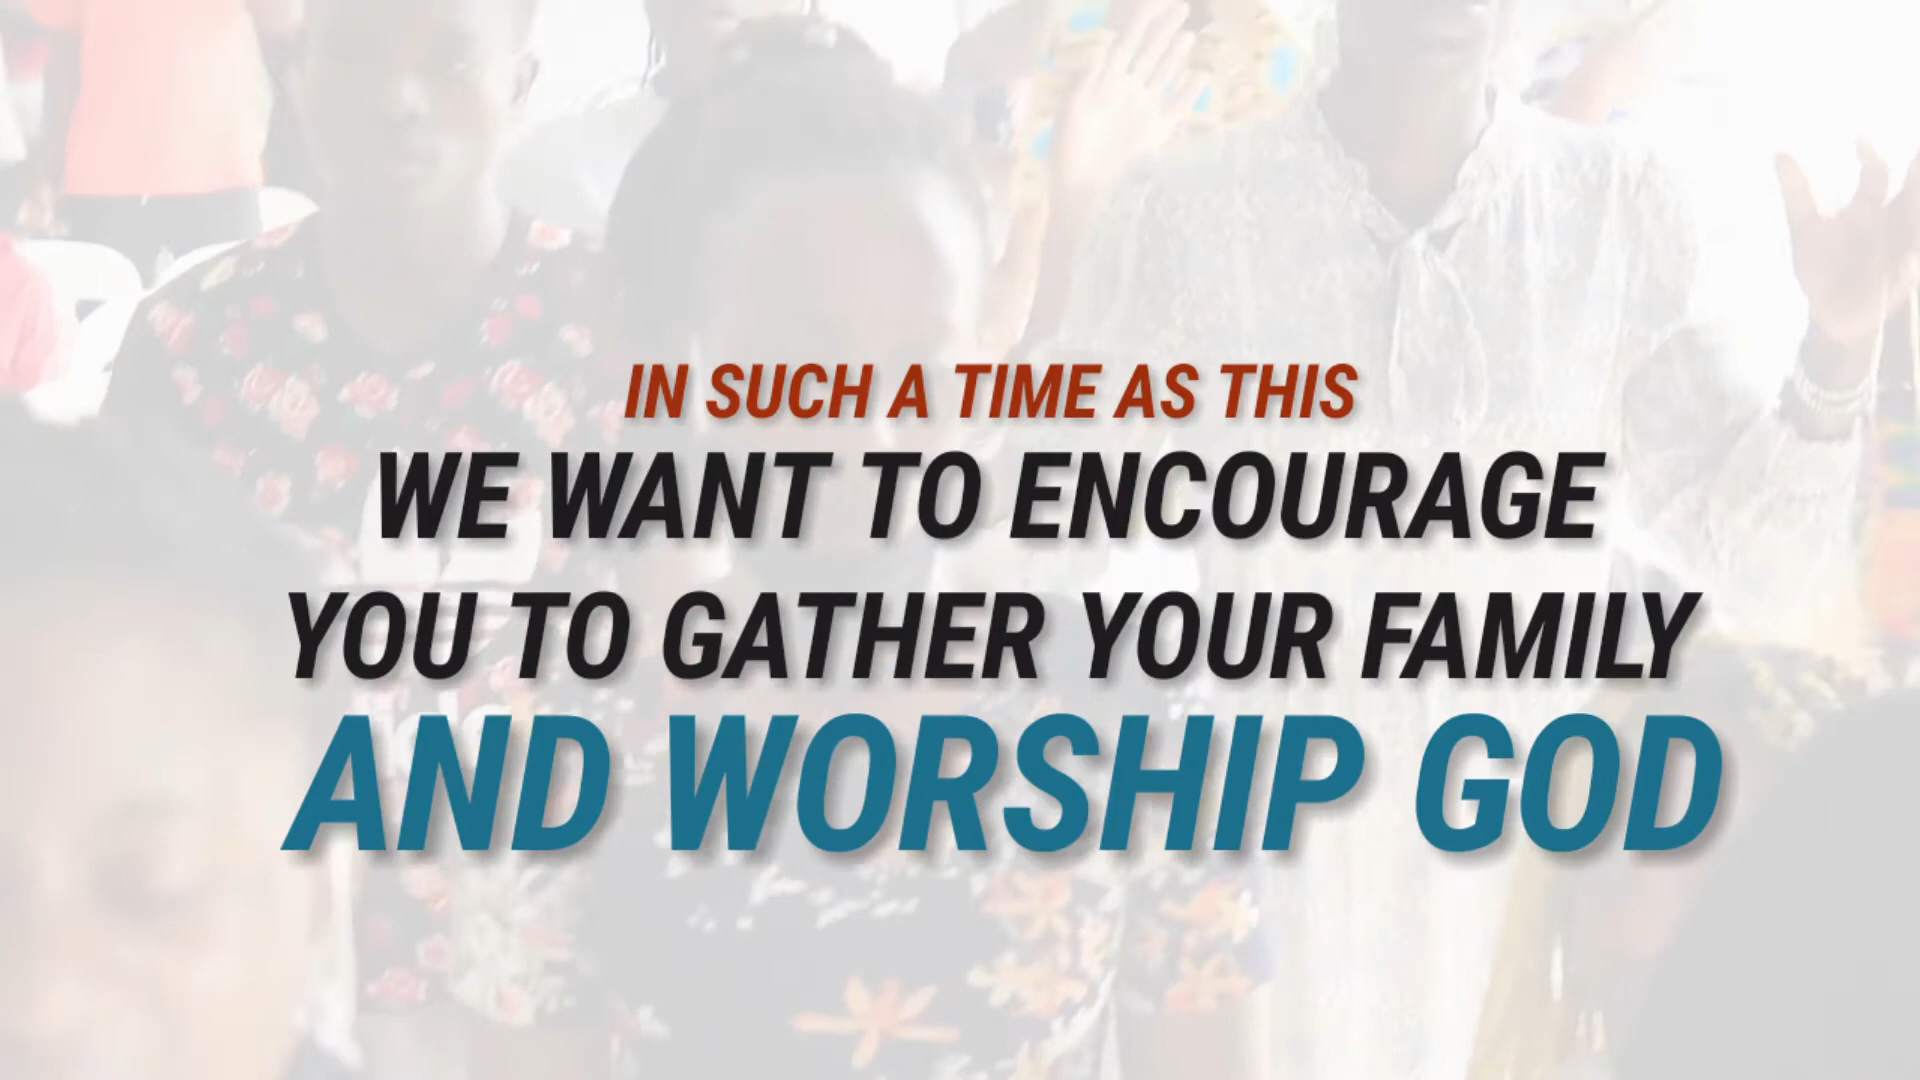 IN SUCH A TIME AS THIS
WE WANT TO ENCOURAGE
YOU TO GATHER YOUR FAMILY
AND WORSHIP GOD